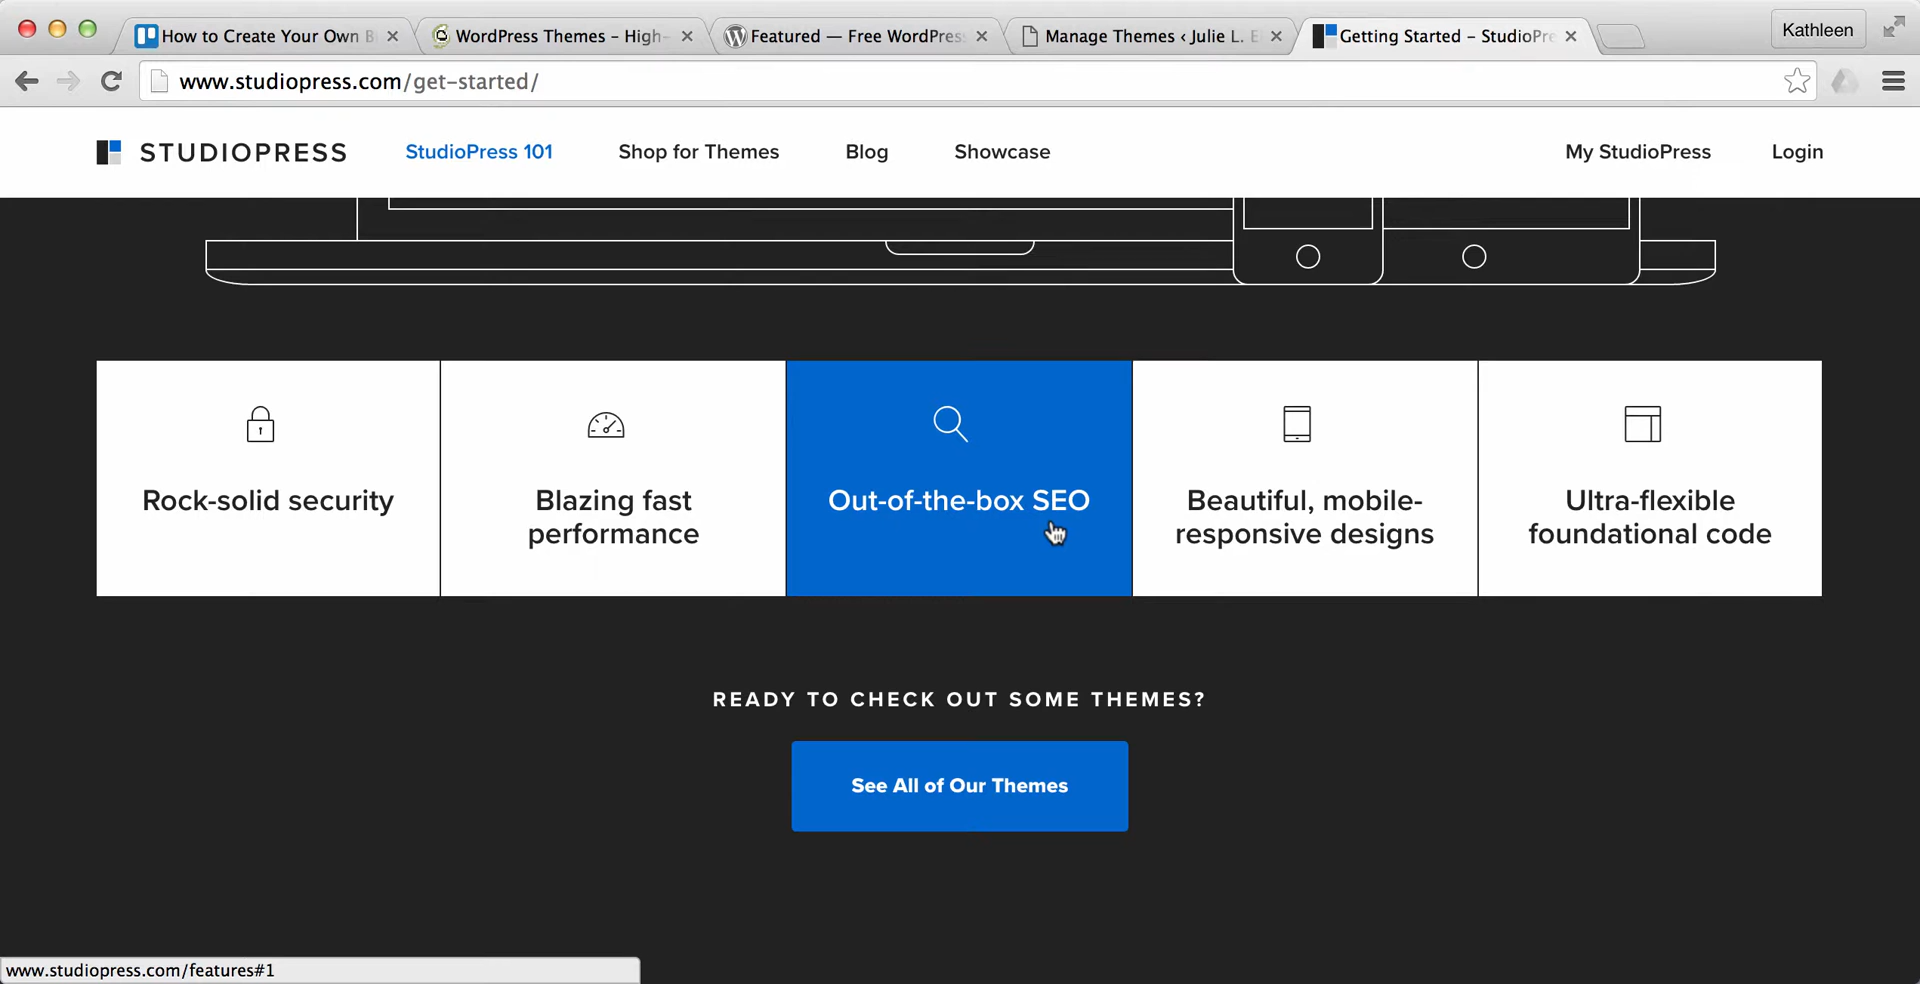 How to Create Your Own B
WordPress Themes – High-
Featured — Free WordPress
Manage Themes ‹ Julie L. E
Getting Started – StudioPre
Kathleen
www.studiopress.com/get-started/
STUDIOPRESS
StudioPress 101
Shop for Themes
Blog
Showcase
My StudioPress
Login
Rock-solid security
Blazing fast
performance
Out-of-the-box SEO
Beautiful, mobile-
responsive designs
Ultra-flexible
foundational code
READY TO CHECK OUT SOME THEMES?
See All of Our Themes
www.studiopress.com/features#1